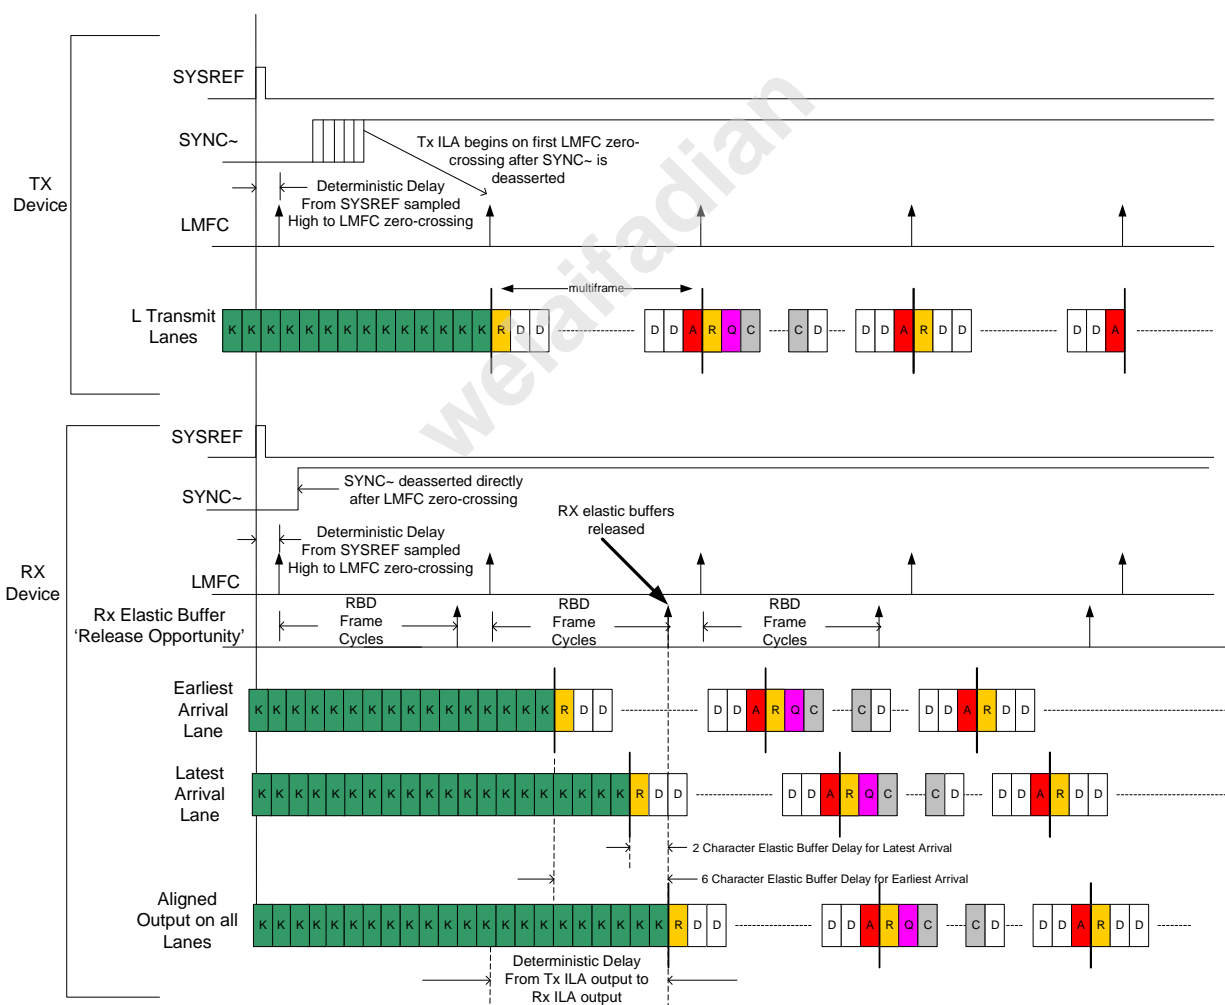 TX
Device
SYSREF
SYNC~
Tx ILA begins on first LMFC zero-
crossing after SYNC~ is
deasserted
Deterministic Delay
From SYSREF sampled
High to LMFC zero-crossing
LMFC
multiframe
L Transmit
Lanes
K K K K K K K K K K K K K K R D D D D A R Q C C D D D A R D D D D A
RX
Device
SYSREF
SYNC~
SYNC~ deasserted directly
after LMFC zero-crossing
RX elastic buffers
released
Deterministic Delay
From SYSREF sampled
High to LMFC zero-crossing
LMFC
Rx Elastic Buffer
‘Release Opportunity’
RBD
Frame
Cycles
RBD
Frame
Cycles
RBD
Frame
Cycles
Earliest
Arrival
Lane
K K K K K K K K K K K K K K K K R D D D D A R Q C C D D D A R D D
Latest
Arrival
Lane
K K K K K K K K K K K K K K K K K K K K R D D D D A R Q C C D D D A R D D
2 Character Elastic Buffer Delay for Latest Arrival
6 Character Elastic Buffer Delay for Earliest Arrival
Aligned
Output on all
Lanes
K K K K K K K K K K K K K K K K K K K K K K R D D D D A R Q C C D D D A R D D
Deterministic Delay
From Tx ILA output to
Rx ILA output
weiaifadian